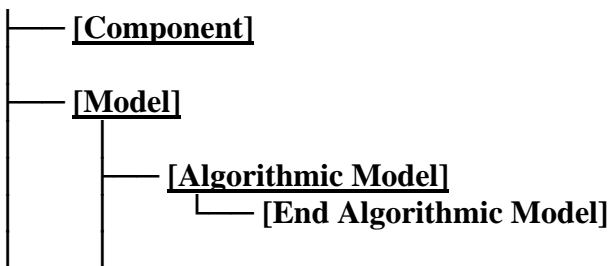 [Component]
[Model]
[Algorithmic Model]
[End Algorithmic Model]